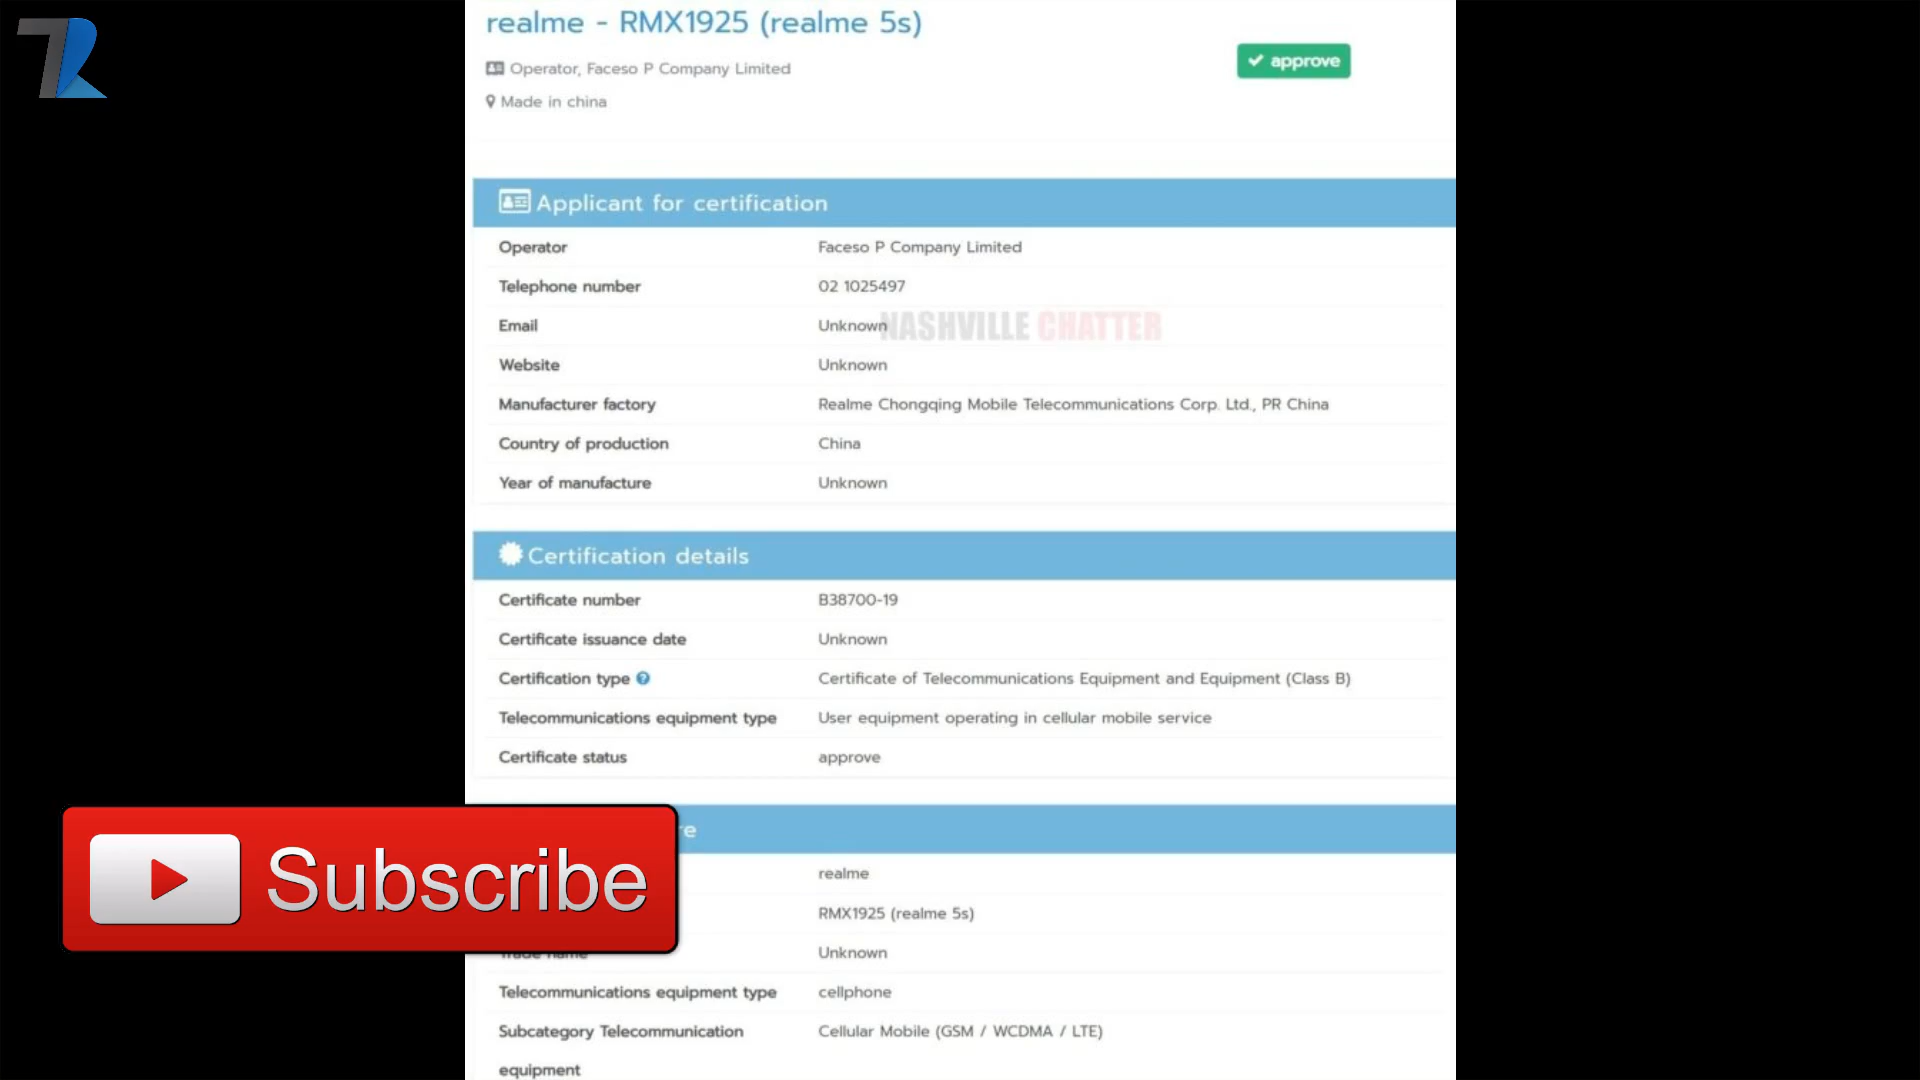 realme - RMX1925 (realme 5s)
Operator, Faceso P Company Limited
approve
Made in china
Applicant for certification
Operator Faceso P Company Limited
Telephone number 02 1025497
Email Unknown
NASHVILLE CHATTER
Website Unknown
Manufacturer factory Realme Chongqing Mobile Telecommunications Corp. Ltd., PR China
Country of production China
Year of manufacture Unknown
Certification details
Certificate number B38700-19
Certificate issuance date Unknown
Certification type Certificate of Telecommunications Equipment and Equipment (Class B)
Telecommunications equipment type User equipment operating in cellular mobile service
Certificate status approve
realme
Subscribe
RMX1925 (realme 5s)
Trade name Unknown
Telecommunications equipment type cellphone
Subcategory Telecommunication Cellular Mobile (GSM / WCDMA / LTE)
equipment